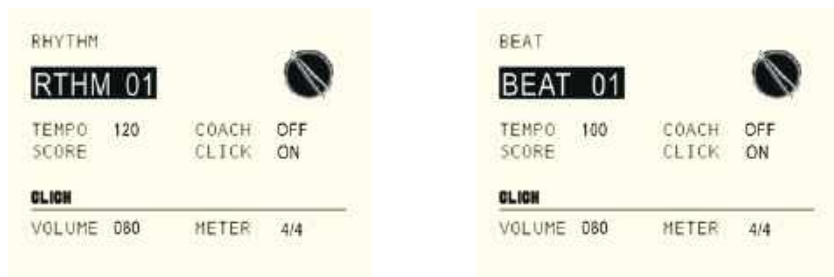 RHYTHM
RTHM 01
TEMPO 120 COACH OFF
SCORE CLICK ON
CLICK
VOLUME 080 METER 4/4
BEAT
BEAT 01
TEMPO 100 COACH OFF
SCORE CLICK ON
CLICK
VOLUME 080 METER 4/4